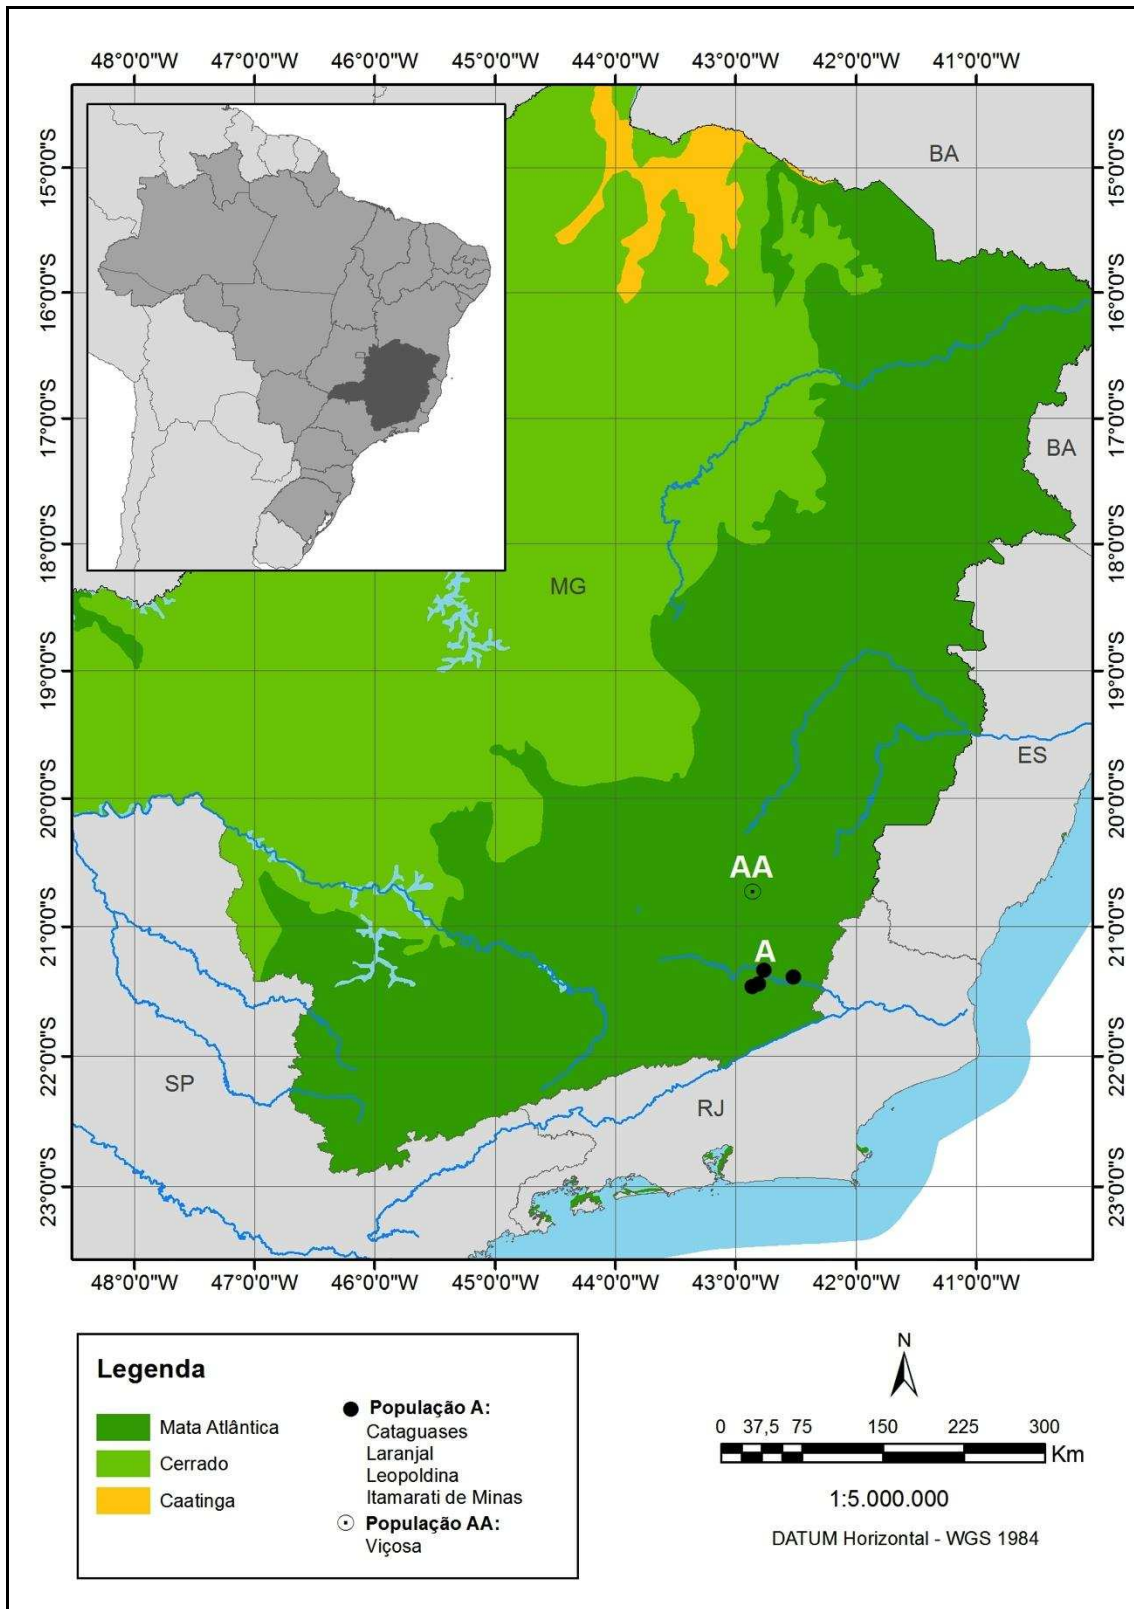 48°0'0"W 47°0'0"W 46°0'0"W 45°0'0"W 44°0'0"W 43°0'0"W 42°0'0"W 41°0'0"W
15°0'0"S BA 15°0'0"S
16°0'0"S 16°0'0"S
17°0'0"S BA 17°0'0"S
18°0'0"S 18°0'0"S
MG
19°0'0"S 19°0'0"S
ES
20°0'0"S 20°0'0"S
AA
21°0'0"S 21°0'0"S
A
22°0'0"S 22°0'0"S
SP
RJ
23°0'0"S 23°0'0"S
48°0'0"W 47°0'0"W 46°0'0"W 45°0'0"W 44°0'0"W 43°0'0"W 42°0'0"W 41°0'0"W
Legenda
Mata Atlântica
Cerrado
Caatinga
População A:
Cataguases
Laranjal
Leopoldina
Itamarati de Minas
População AA:
Viçosa
N
0 37,5 75 150 225 300
Km
1:5.000.000
DATUM Horizontal - WGS 1984